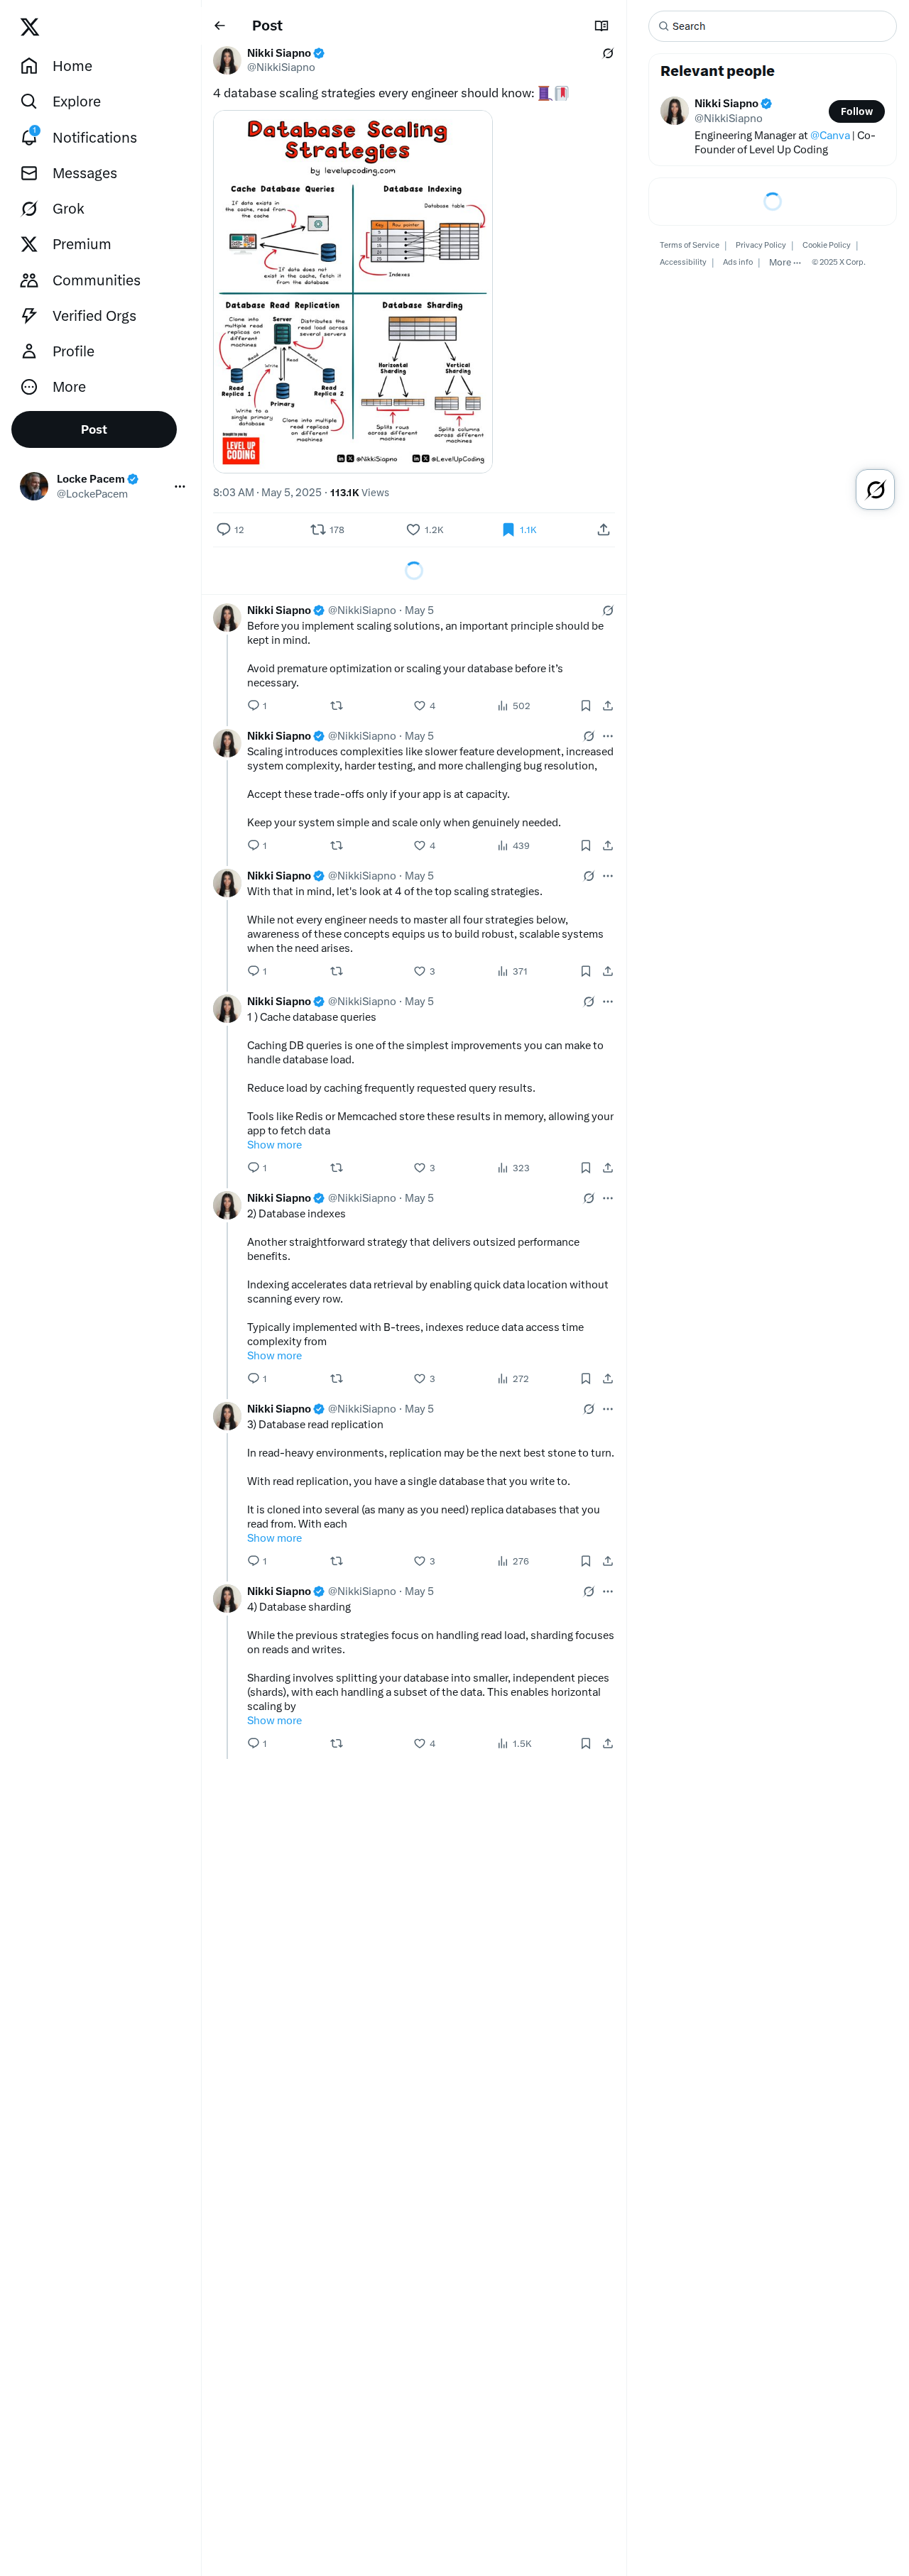 Home
Explore
1
Notifications
Messages
Grok
Premium
Communities
Verified Orgs
Profile
More
Post
Locke Pacem
@LockePacem
Post
Nikki Siapno
@NikkiSiapno
4 database scaling strategies every engineer should know:
Database Scaling
Strategies
by levelupcoding.com
Cache Database Queries
If data exists in
the cache, read from
the cache
If data does not
exist in the cache, fetch it
from the database
Database Indexing
Database table
Key
Row pointer
Indexes
Database Read Replication
Clone into
multiple read
replicas on
different
machines
Server
Distributes the
read load across
several servers
Read
Write
Read
Read
Read
Replica 1
Primary
Read
Replica 2
Write to a
single primary
database
Clone into multiple
read replicas
on different
machines
Database Sharding
Horizontal
Sharding
Vertical
Sharding
Splits rows
across different
machines
Splits columns
across different
machines
LEVEL UP
CODING
@NikkiSiapno
@LevelUpCoding
8:03 AM · May 5, 2025 · 113.1K Views
12
178
1.2K
1.1K
Nikki Siapno @NikkiSiapno · May 5
Before you implement scaling solutions, an important principle should be
kept in mind.
Avoid premature optimization or scaling your database before it’s
necessary.
1
4
502
Nikki Siapno @NikkiSiapno · May 5
Scaling introduces complexities like slower feature development, increased
system complexity, harder testing, and more challenging bug resolution,
Accept these trade-offs only if your app is at capacity.
Keep your system simple and scale only when genuinely needed.
1
4
439
Nikki Siapno @NikkiSiapno · May 5
With that in mind, let's look at 4 of the top scaling strategies.
While not every engineer needs to master all four strategies below,
awareness of these concepts equips us to build robust, scalable systems
when the need arises.
1
3
371
Nikki Siapno @NikkiSiapno · May 5
1 ) Cache database queries
Caching DB queries is one of the simplest improvements you can make to
handle database load.
Reduce load by caching frequently requested query results.
Tools like Redis or Memcached store these results in memory, allowing your
app to fetch data
Show more
1
3
323
Nikki Siapno @NikkiSiapno · May 5
2) Database indexes
Another straightforward strategy that delivers outsized performance
benefits.
Indexing accelerates data retrieval by enabling quick data location without
scanning every row.
Typically implemented with B-trees, indexes reduce data access time
complexity from
Show more
1
3
272
Nikki Siapno @NikkiSiapno · May 5
3) Database read replication
In read-heavy environments, replication may be the next best stone to turn.
With read replication, you have a single database that you write to.
It is cloned into several (as many as you need) replica databases that you
read from. With each
Show more
1
3
276
Nikki Siapno @NikkiSiapno · May 5
4) Database sharding
While the previous strategies focus on handling read load, sharding focuses
on reads and writes.
Sharding involves splitting your database into smaller, independent pieces
(shards), with each handling a subset of the data. This enables horizontal
scaling by
Show more
1
4
1.5K
Search
Relevant people
Nikki Siapno
@NikkiSiapno
Follow
Engineering Manager at @Canva | Co-
Founder of Level Up Coding
Terms of Service | Privacy Policy | Cookie Policy |
Accessibility | Ads info | More ··· © 2025 X Corp.